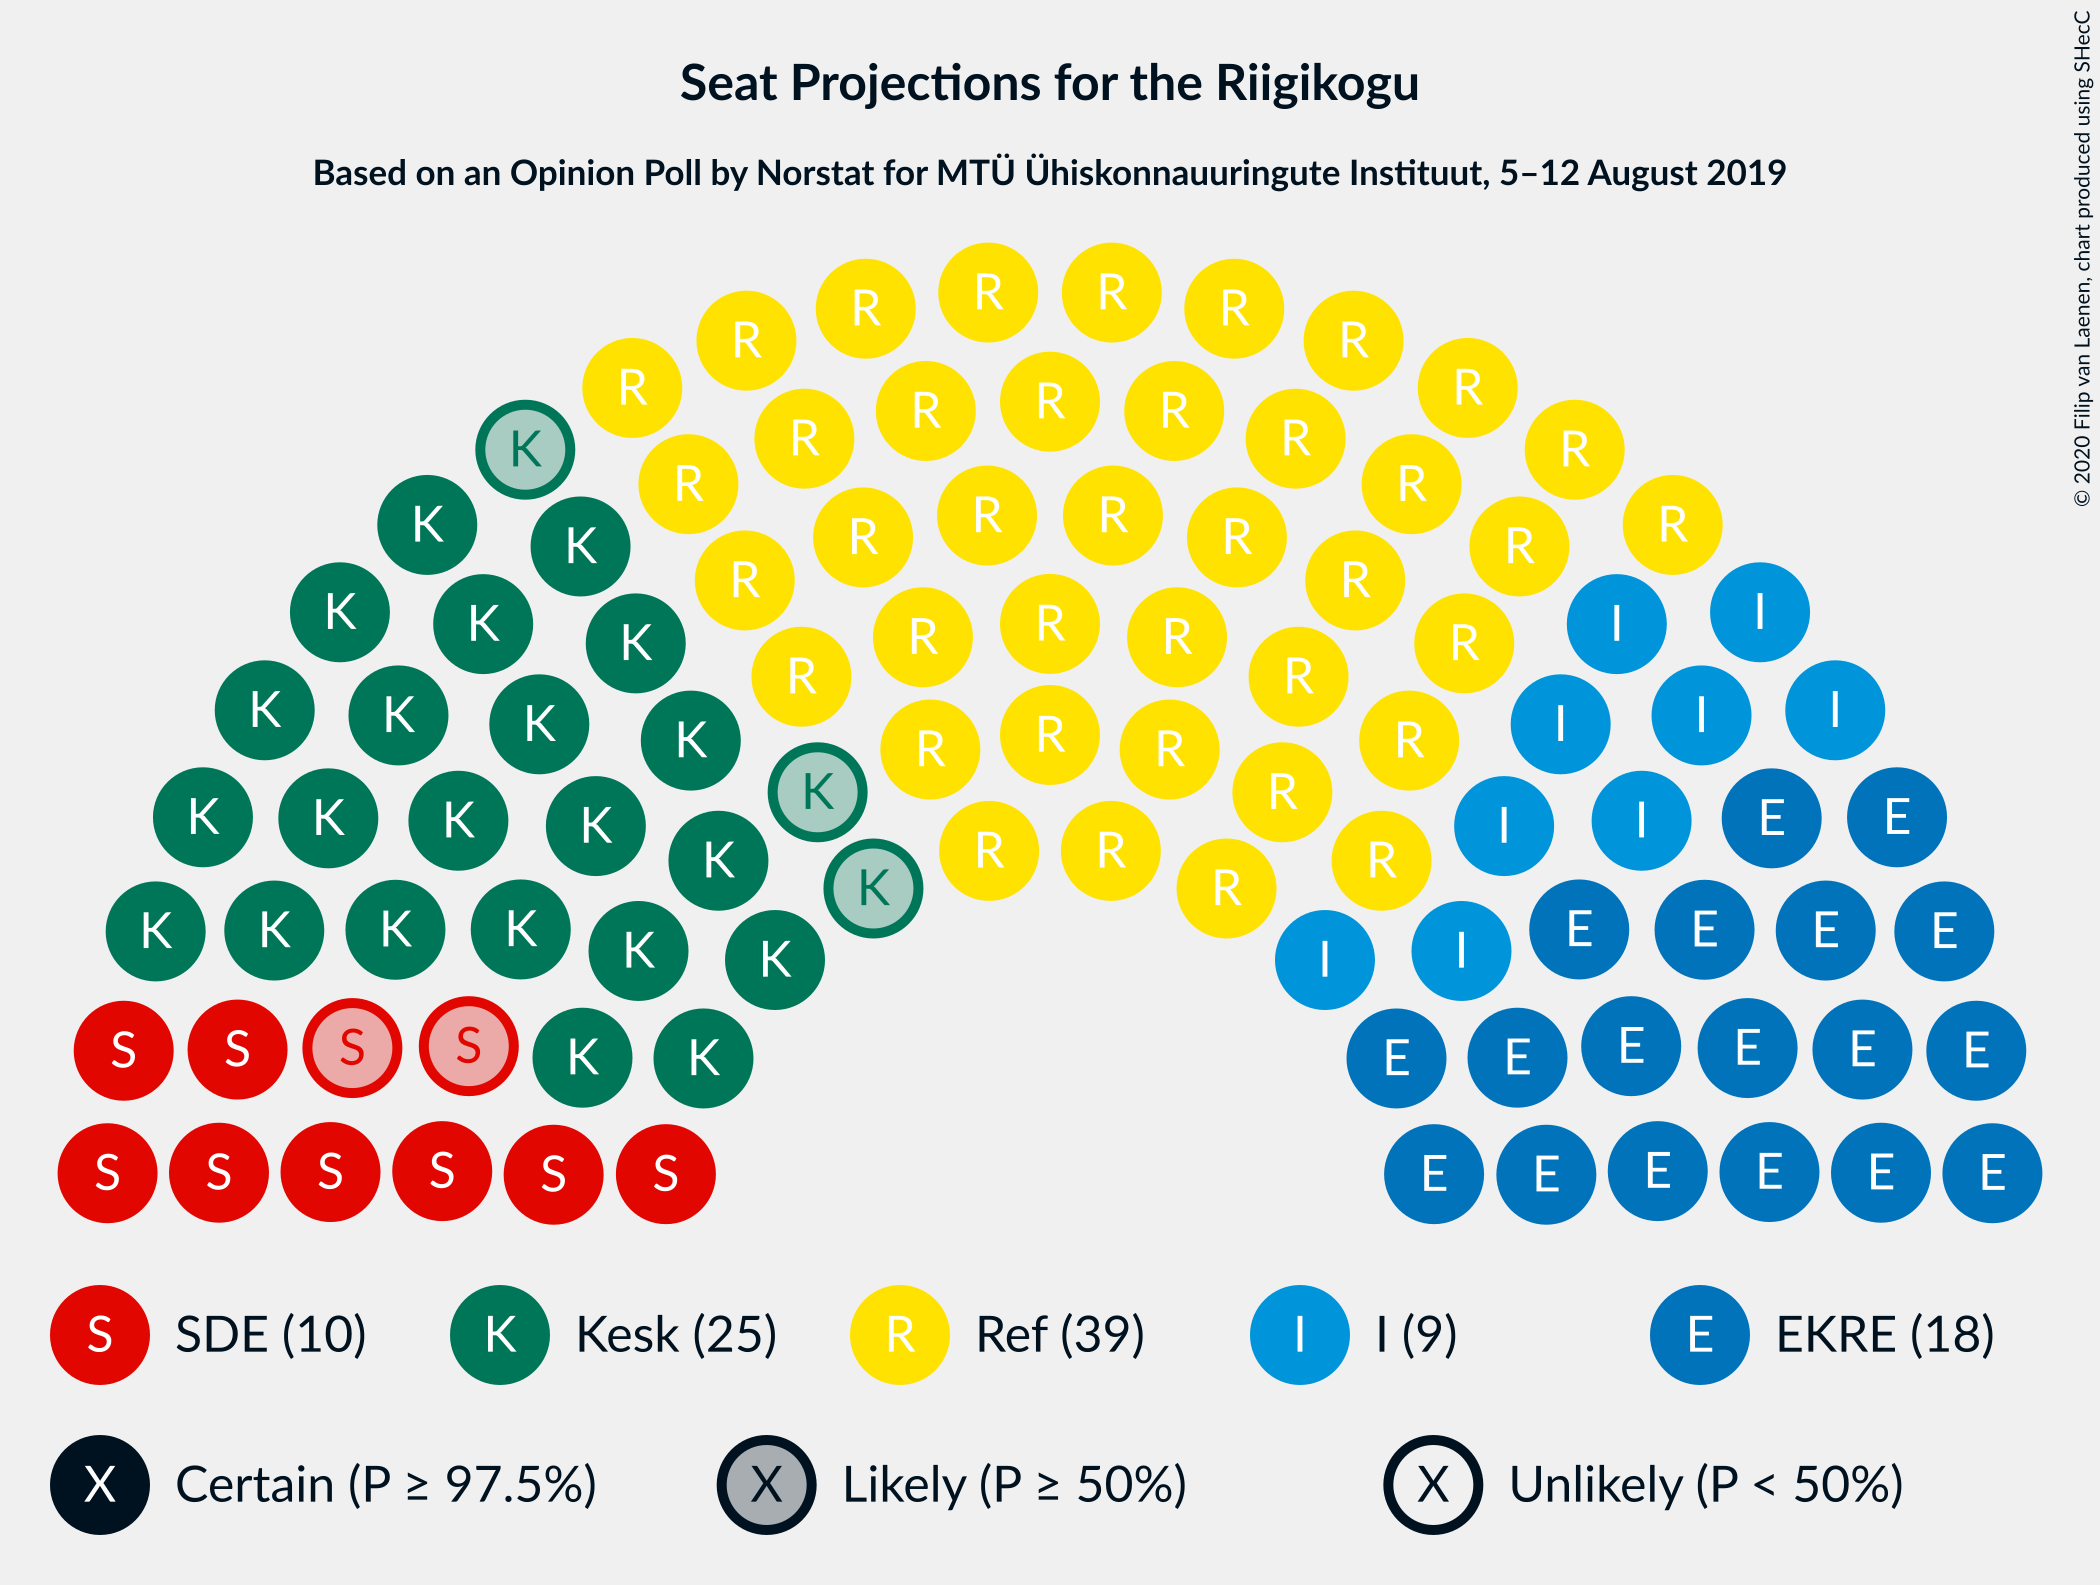 Seat Projections for the Riigikogu
Based on an Opinion Poll by Norstat for MTÜ Ühiskonnauuringute Instituut, 5–12 August 2019
© 2020 Filip van Laenen, chart produced using SHecC
R R
R R
R R
R R
R R R
K R R R
R R
K K R R R R R R
R R
K K K R R R R I I
R R
K K K K R R R R I I I
K R
K K K K R R I I E E
K R
K R
K K K K K K I I E E E E
S S S S K K E E E E E E
S S S S S S E E E E E E
S SDE (10) K Kesk (25) R Ref (39) I I (9) E EKRE (18)
X Certain (P ≥ 97.5%) X Likely (P ≥ 50%) X Unlikely (P < 50%)